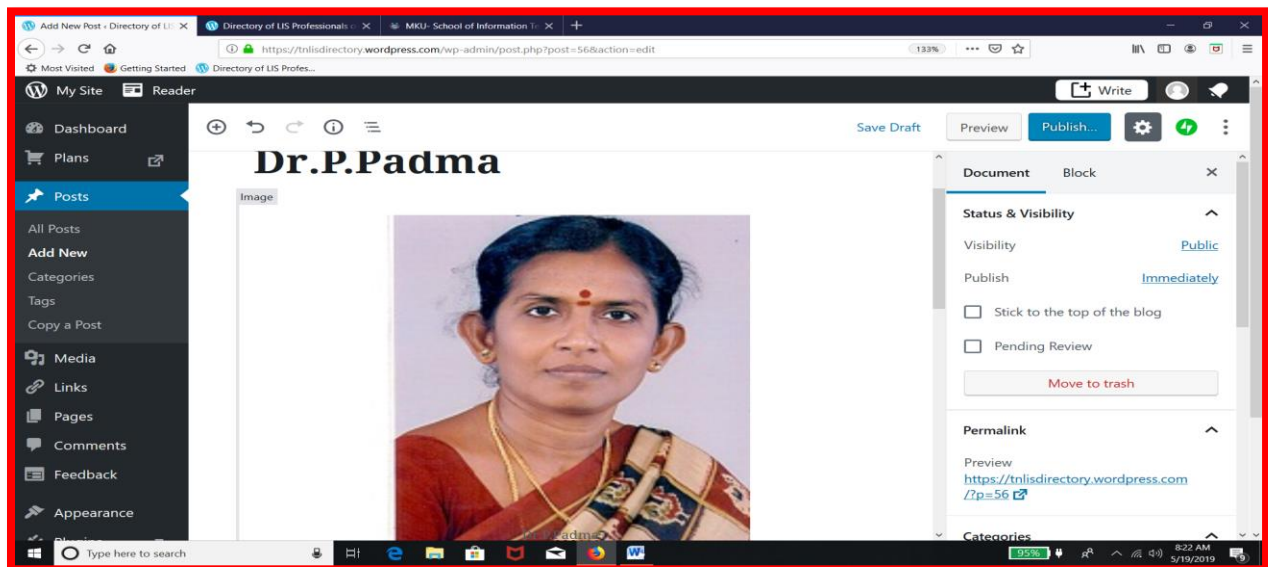 Add New Post ‹ Directory of LI
Directory of LIS Professionals o
MKU- School of Information Te
https://tnlisdirectory.wordpress.com/wp-admin/post.php?post=56&action=edit
133%
Most Visited Getting Started Directory of LIS Profes...
My Site Reader Write
Dashboard
Plans
Posts
All Posts
Add New
Categories
Tags
Copy a Post
Media
Links
Pages
Comments
Feedback
Appearance
Save Draft Preview Publish...
Dr.P.Padma
Image
Document Block
Status & Visibility
Visibility Public
Publish Immediately
Stick to the top of the blog
Pending Review
Move to trash
Permalink
Preview
https://tnlisdirectory.wordpress.com
/?p=56
Categories
Type here to search
95%
8:22 AM
5/19/2019